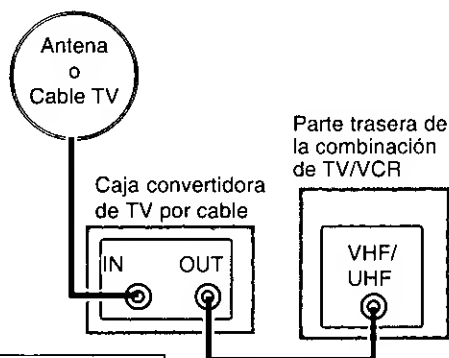 Antena
o
Cable TV
Parte trasera de
la combinación
de TV/VCR
Caja convertidora
de TV por cable
IN
OUT
VHF/
UHF